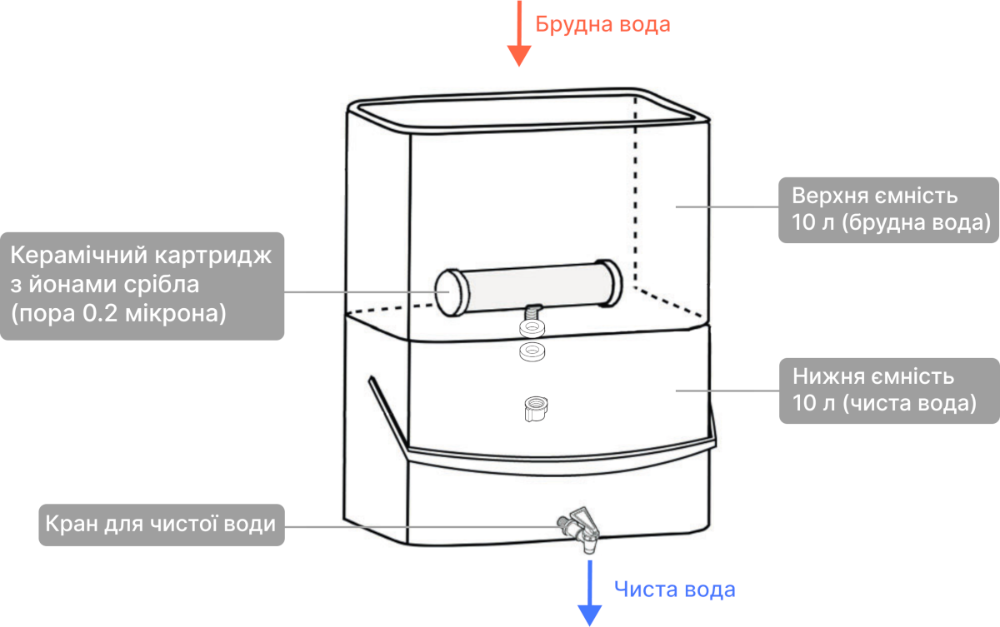 Брудна вода
Верхня ємність
10 л (брудна вода)
Керамічний картридж
з йонами срібла
(пора 0.2 мікрона)
Нижня ємність
10 л (чиста вода)
Кран для чистої води
Чиста вода